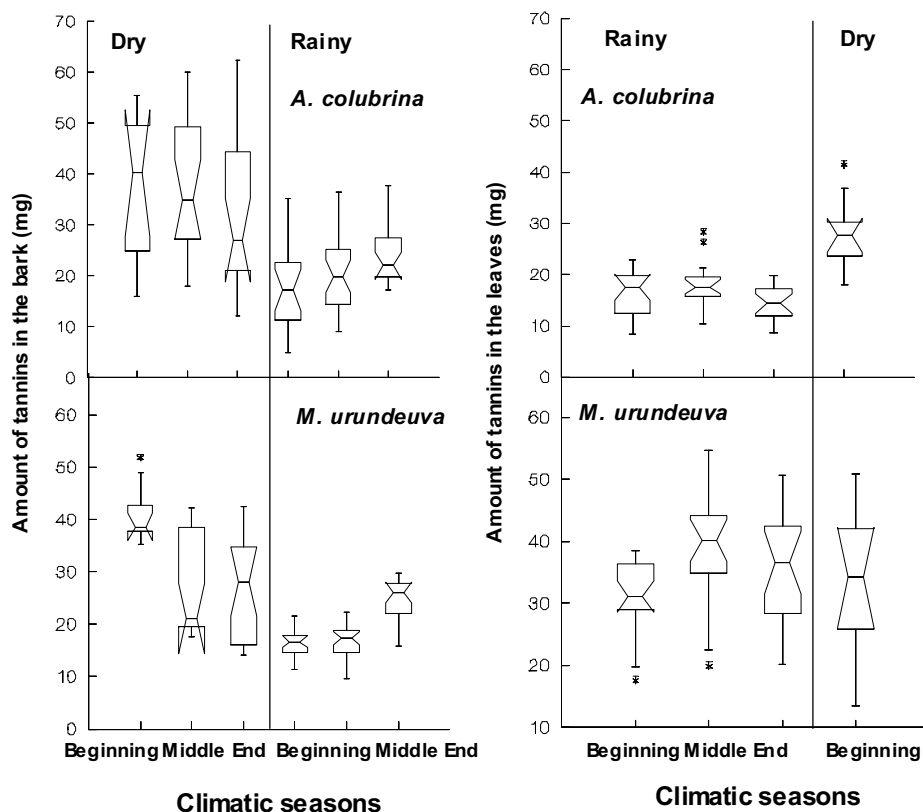 Amount of tannins in the bark (mg)
70
60
50
40
30
20
10
0
Dry
Rainy
A. colubrina
60
50
40
30
20
10
0
M. urundeuva
Beginning Middle End Beginning Middle End
Climatic seasons
Amount of tannins in the leaves (mg)
70
60
50
40
30
20
10
0
Rainy
Dry
A. colubrina
60
50
40
30
20
10
M. urundeuva
Beginning Middle End Beginning
Climatic seasons